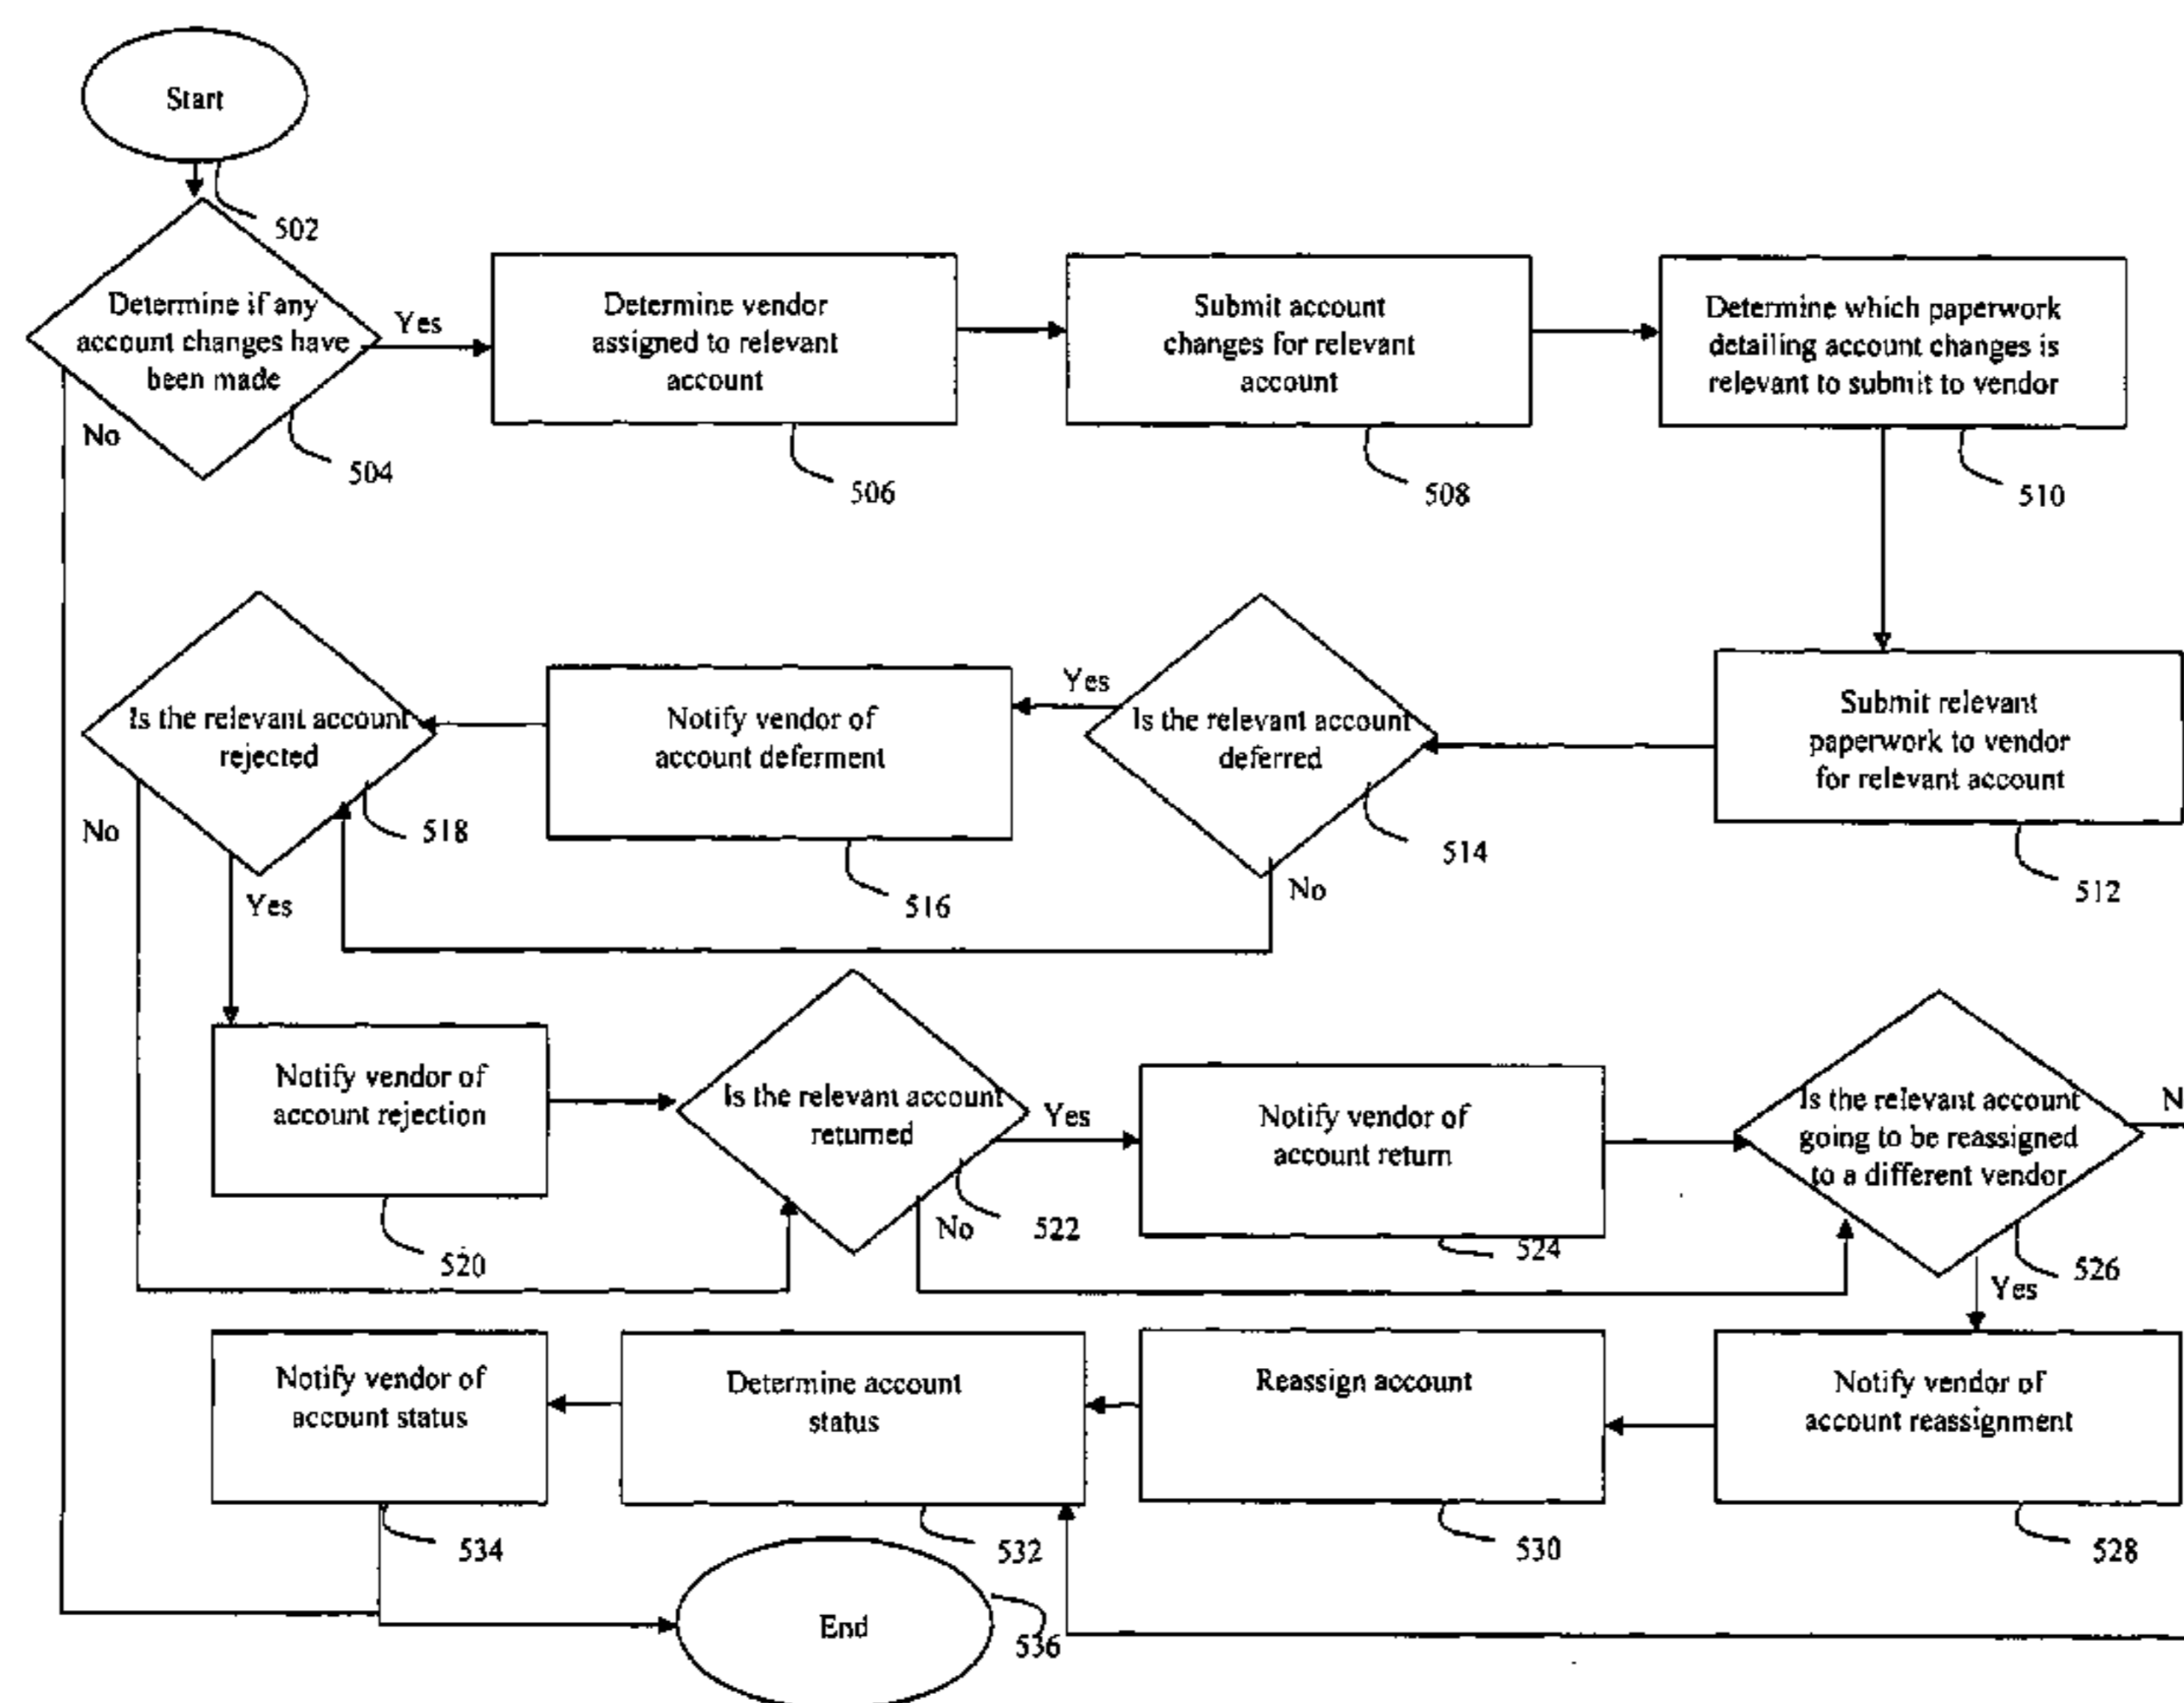 Start
502
Determine if any
account changes have
been made
Yes
No
504
Determine vendor
assigned to relevant
account
506
Submit account
changes for relevant
account
508
Determine which paperwork
detailing account changes is
relevant to submit to vendor
510
Is the relevant account
rejected
No
Yes
518
Notify vendor of
account deferment
516
Yes
Is the relevant account
deferred
No
514
Submit relevant
paperwork to vendor
for relevant account
512
Notify vendor of
account rejection
520
Is the relevant account
returned
Yes
No
522
Notify vendor of
account return
524
Is the relevant account
going to be reassigned
to a different vendor
N
Yes
526
Notify vendor of
account status
534
Determine account
status
532
Reassign account
530
Notify vendor of
account reassignment
528
End
536